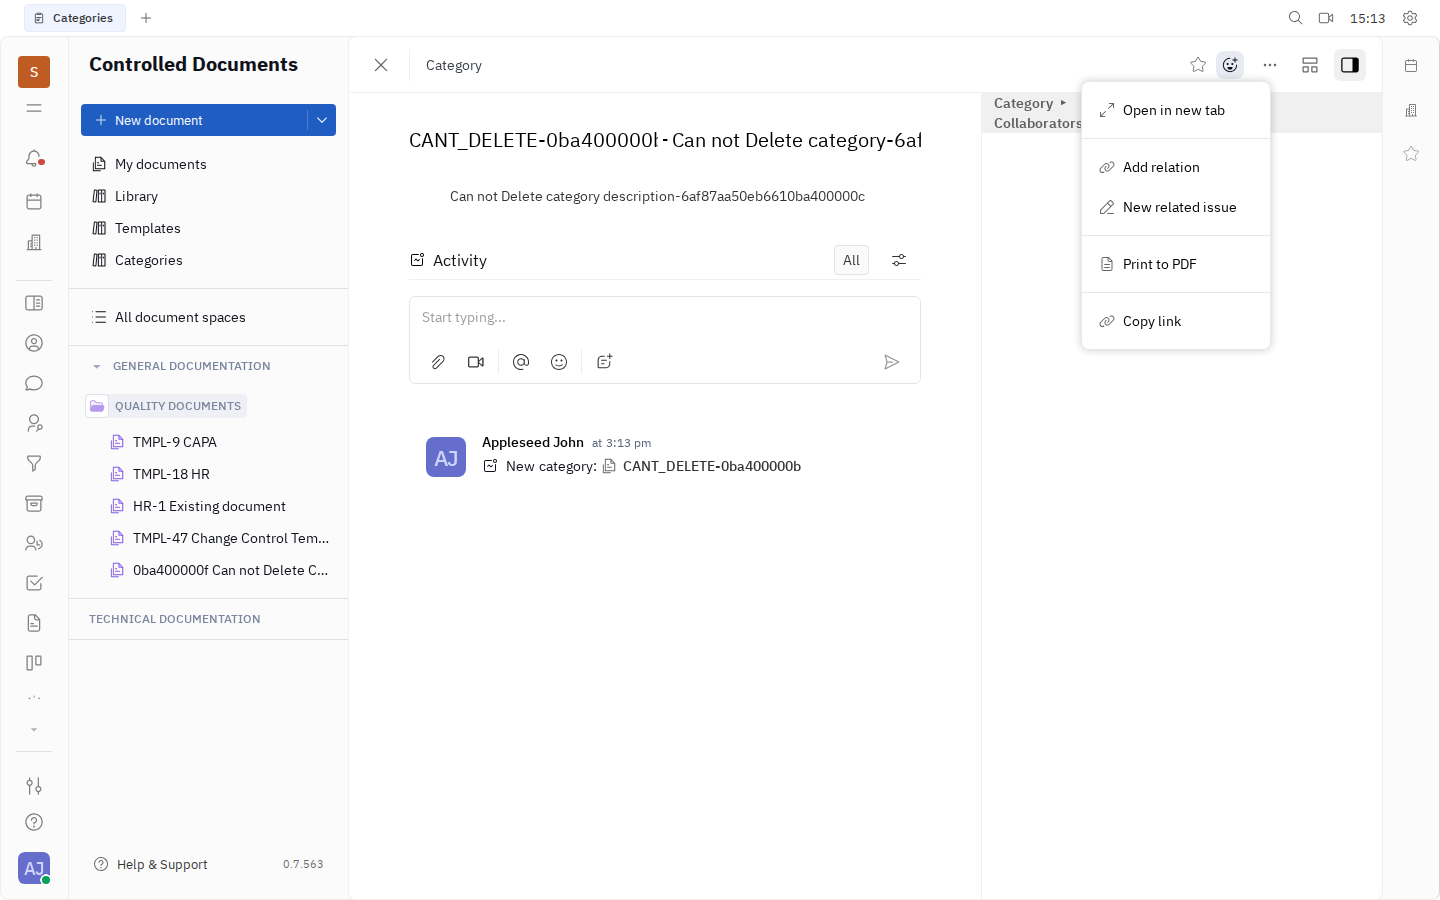 Categories
15:13
S
Controlled Documents
New document
My documents
Library
Templates
Categories
All document spaces
GENERAL DOCUMENTATION
QUALITY DOCUMENTS
TMPL-9 CAPA
TMPL-18 HR
HR-1 Existing document
TMPL-47 Change Control Tem...
0ba400000f Can not Delete C...
TECHNICAL DOCUMENTATION
Help & Support
0.7.563
AJ
Category
CANT_DELETE-0ba400000b - Can not Delete category-6af
Can not Delete category description-6af87aa50eb6610ba400000c
Activity
All
Start typing...
AJ
Appleseed John at 3:13 pm
New category: CANT_DELETE-0ba400000b
Category
Collaborators
Open in new tab
Add relation
New related issue
Print to PDF
Copy link